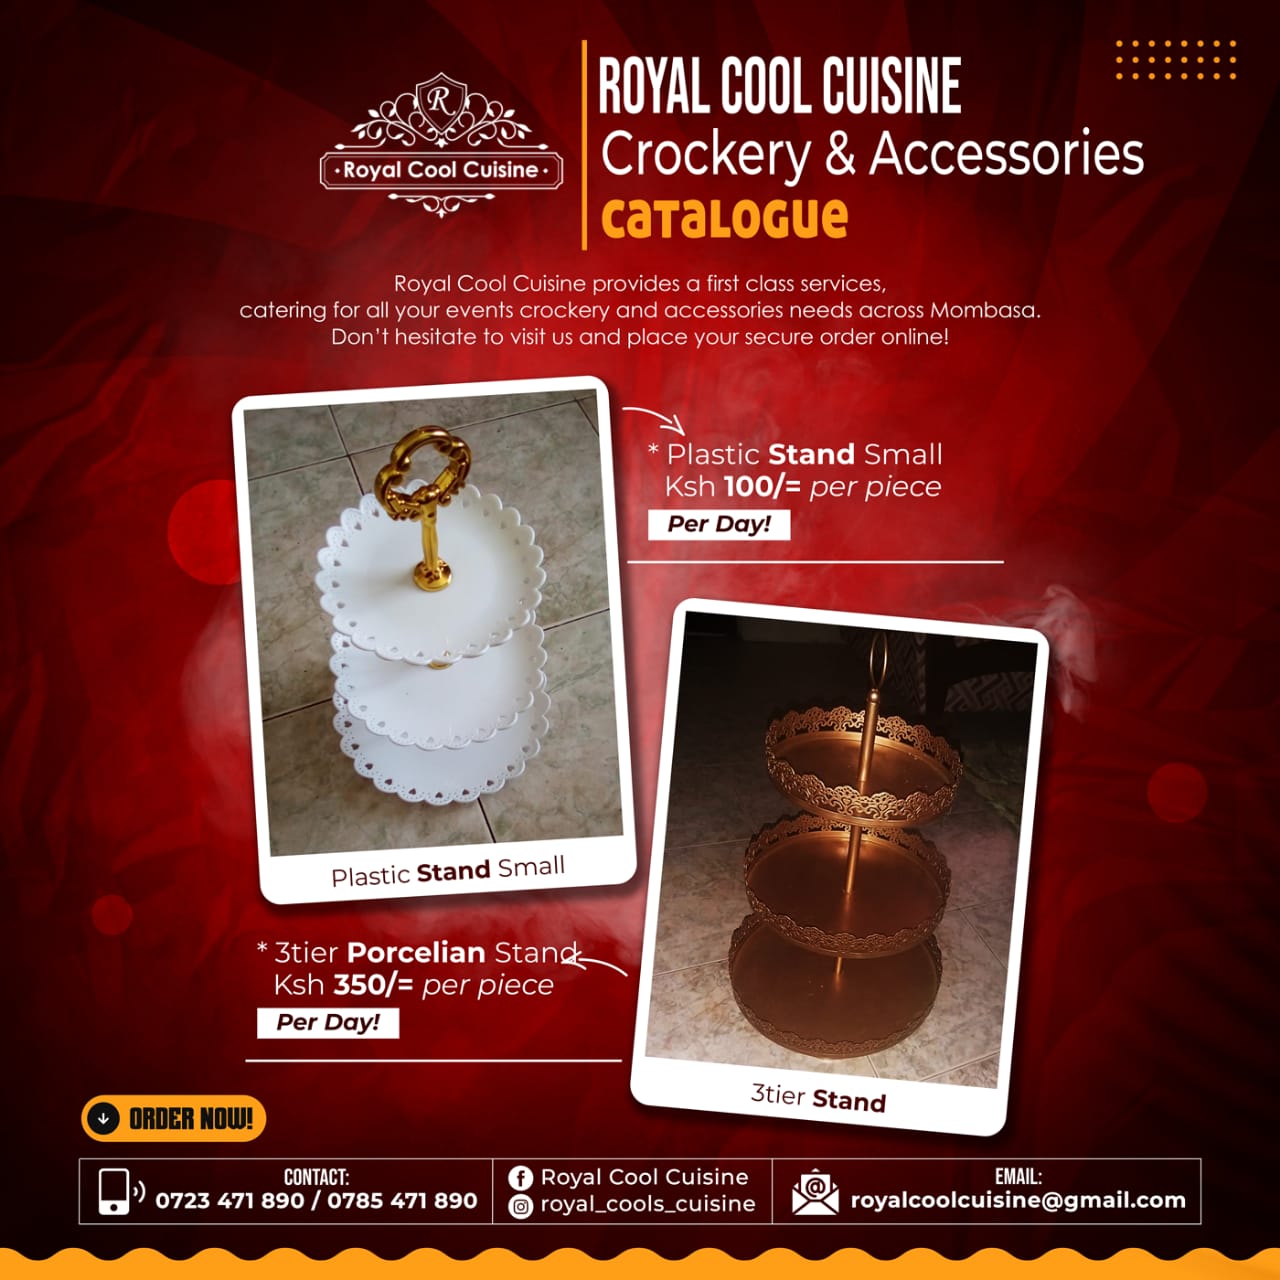 R
· Royal Cool Cuisine ·
ROYAL COOL CUISINE
Crockery & Accessories
CATALOGUE
Royal Cool Cuisine provides a first class services,
catering for all your events crockery and accessories needs across Mombasa.
Don't hesitate to visit us and place your secure order online!
* Plastic Stand Small
Ksh 100/= per piece
Per Day!
Plastic Stand Small
* 3tier Porcelian Stand
Ksh 350/= per piece
Per Day!
3tier Stand
ORDER NOW!
CONTACT:
0723 471 890 / 0785 471 890
Royal Cool Cuisine
royal_cools_cuisine
EMAIL:
royalcoolcuisine@gmail.com